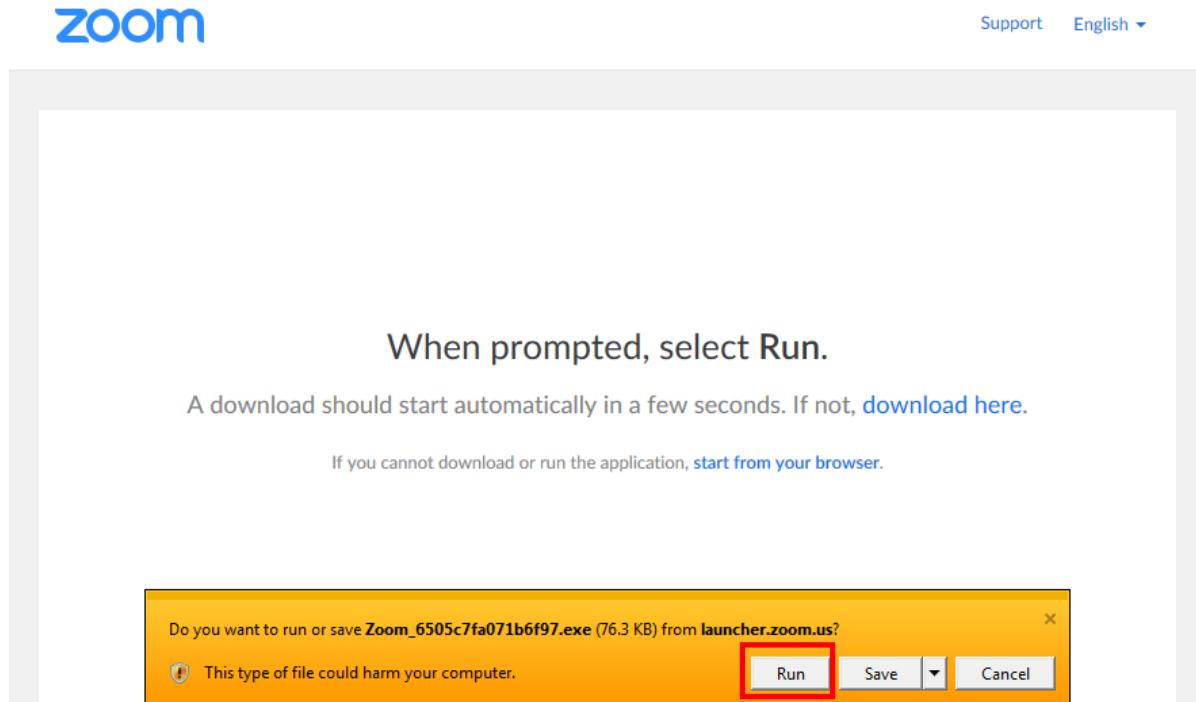 zoom
Support English
When prompted, select Run.
A download should start automatically in a few seconds. If not, download here.
If you cannot download or run the application, start from your browser.
Do you want to run or save Zoom_6505c7fa071b6f97.exe (76.3 KB) from launcher.zoom.us?
This type of file could harm your computer.
Run Save Cancel